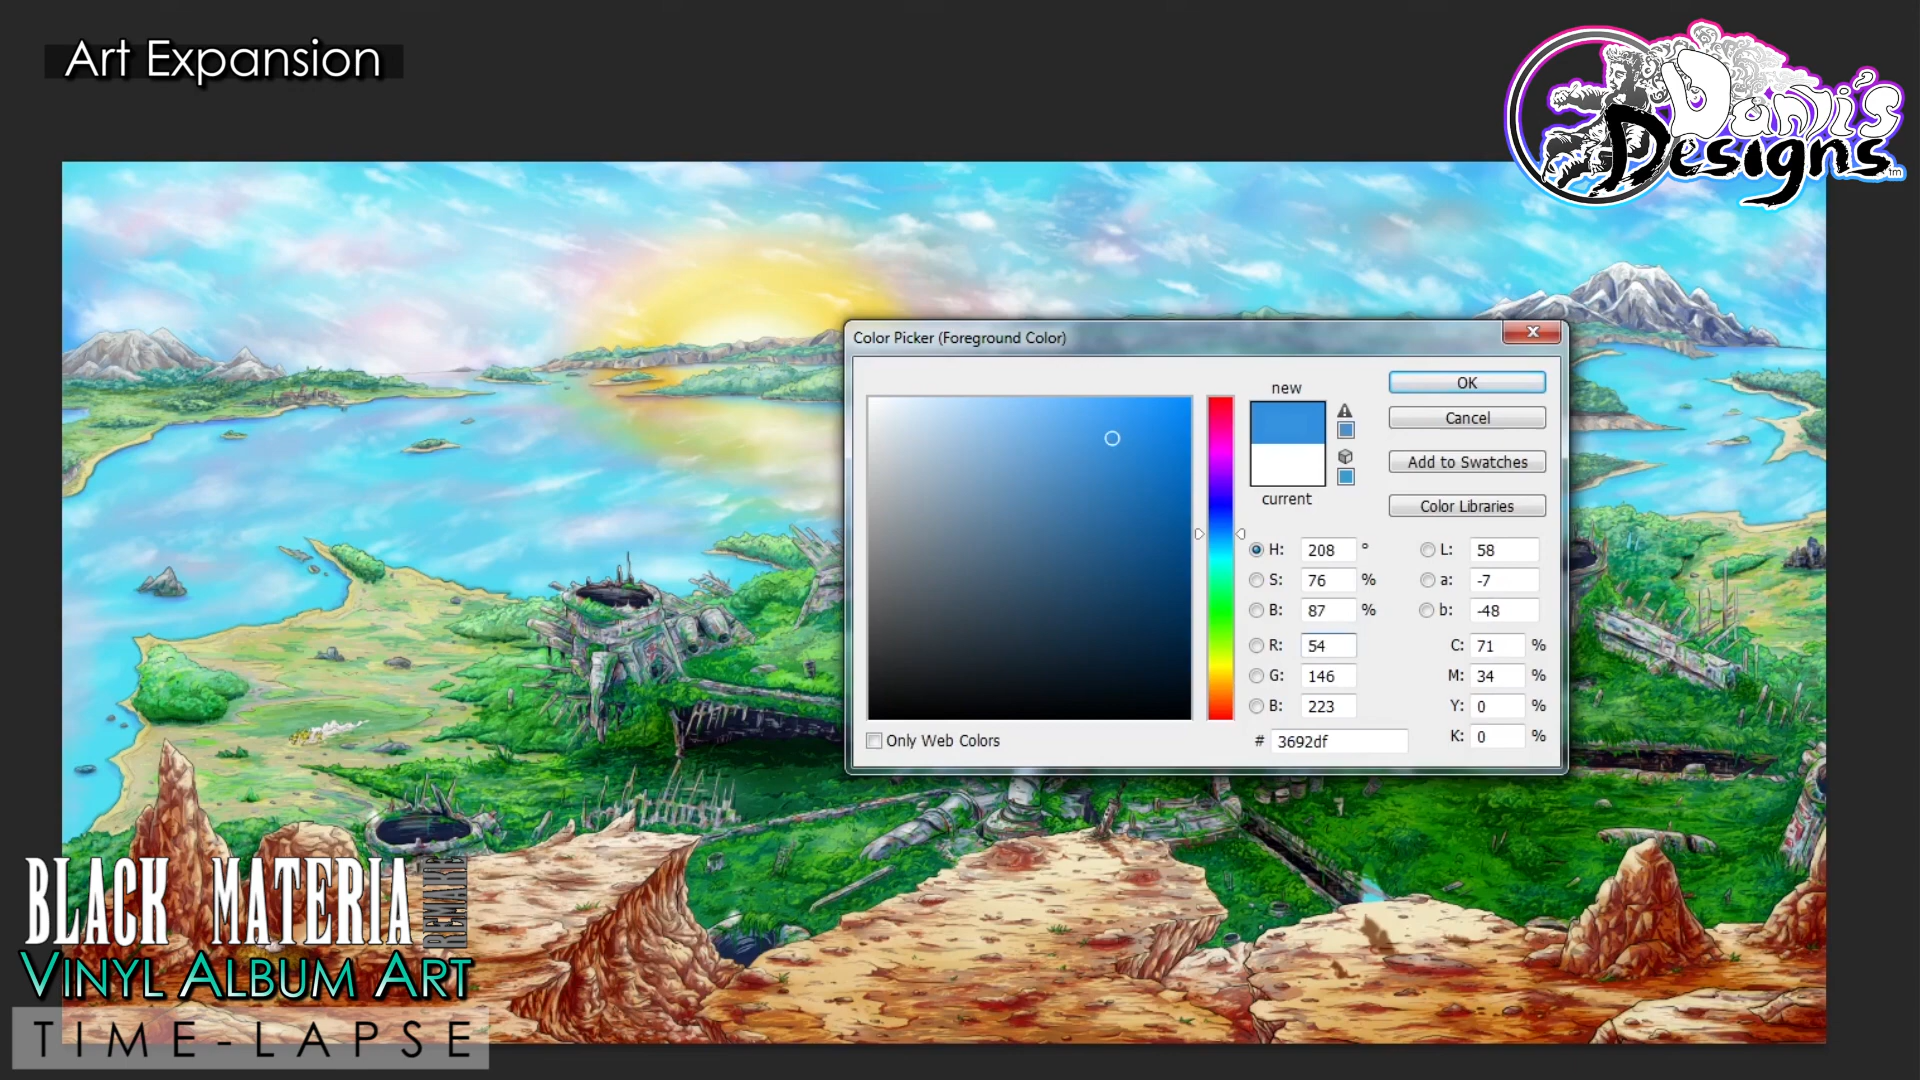 Art Expansion
Dami's
Designs™
Color Picker (Foreground Color)
new
current
OK
Cancel
Add to Swatches
Color Libraries
H: 208 °
S: 76 %
B: 87 %
R: 54
G: 146
B: 223
# 3692df
L: 58
a: -7
b: -48
C: 71 %
M: 34 %
Y: 0 %
K: 0 %
Only Web Colors
BLACK MATERIA REMAKE
VINYL ALBUM ART
TIME-LAPSE